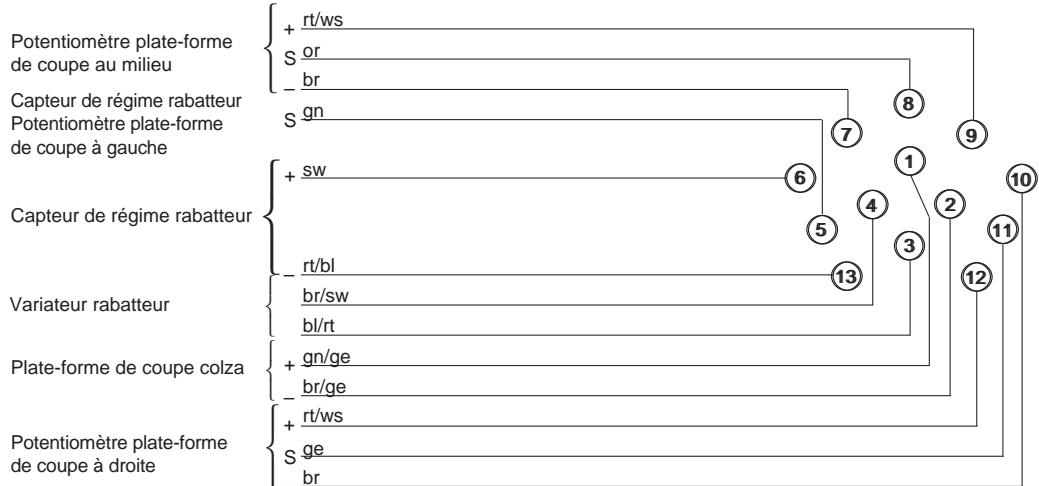 Potentiomètre plate-forme
de coupe au milieu
+ rt/ws
S or
– br
Capteur de régime rabatteur
Potentiomètre plate-forme
de coupe à gauche
S gn
Capteur de régime rabatteur
+ sw
– rt/bl
Variateur rabatteur
br/sw
bl/rt
Plate-forme de coupe colza
+ gn/ge
– br/ge
Potentiomètre plate-forme
de coupe à droite
+ rt/ws
S ge
br
8
7
9
1
6
10
4
2
5
11
3
13
12